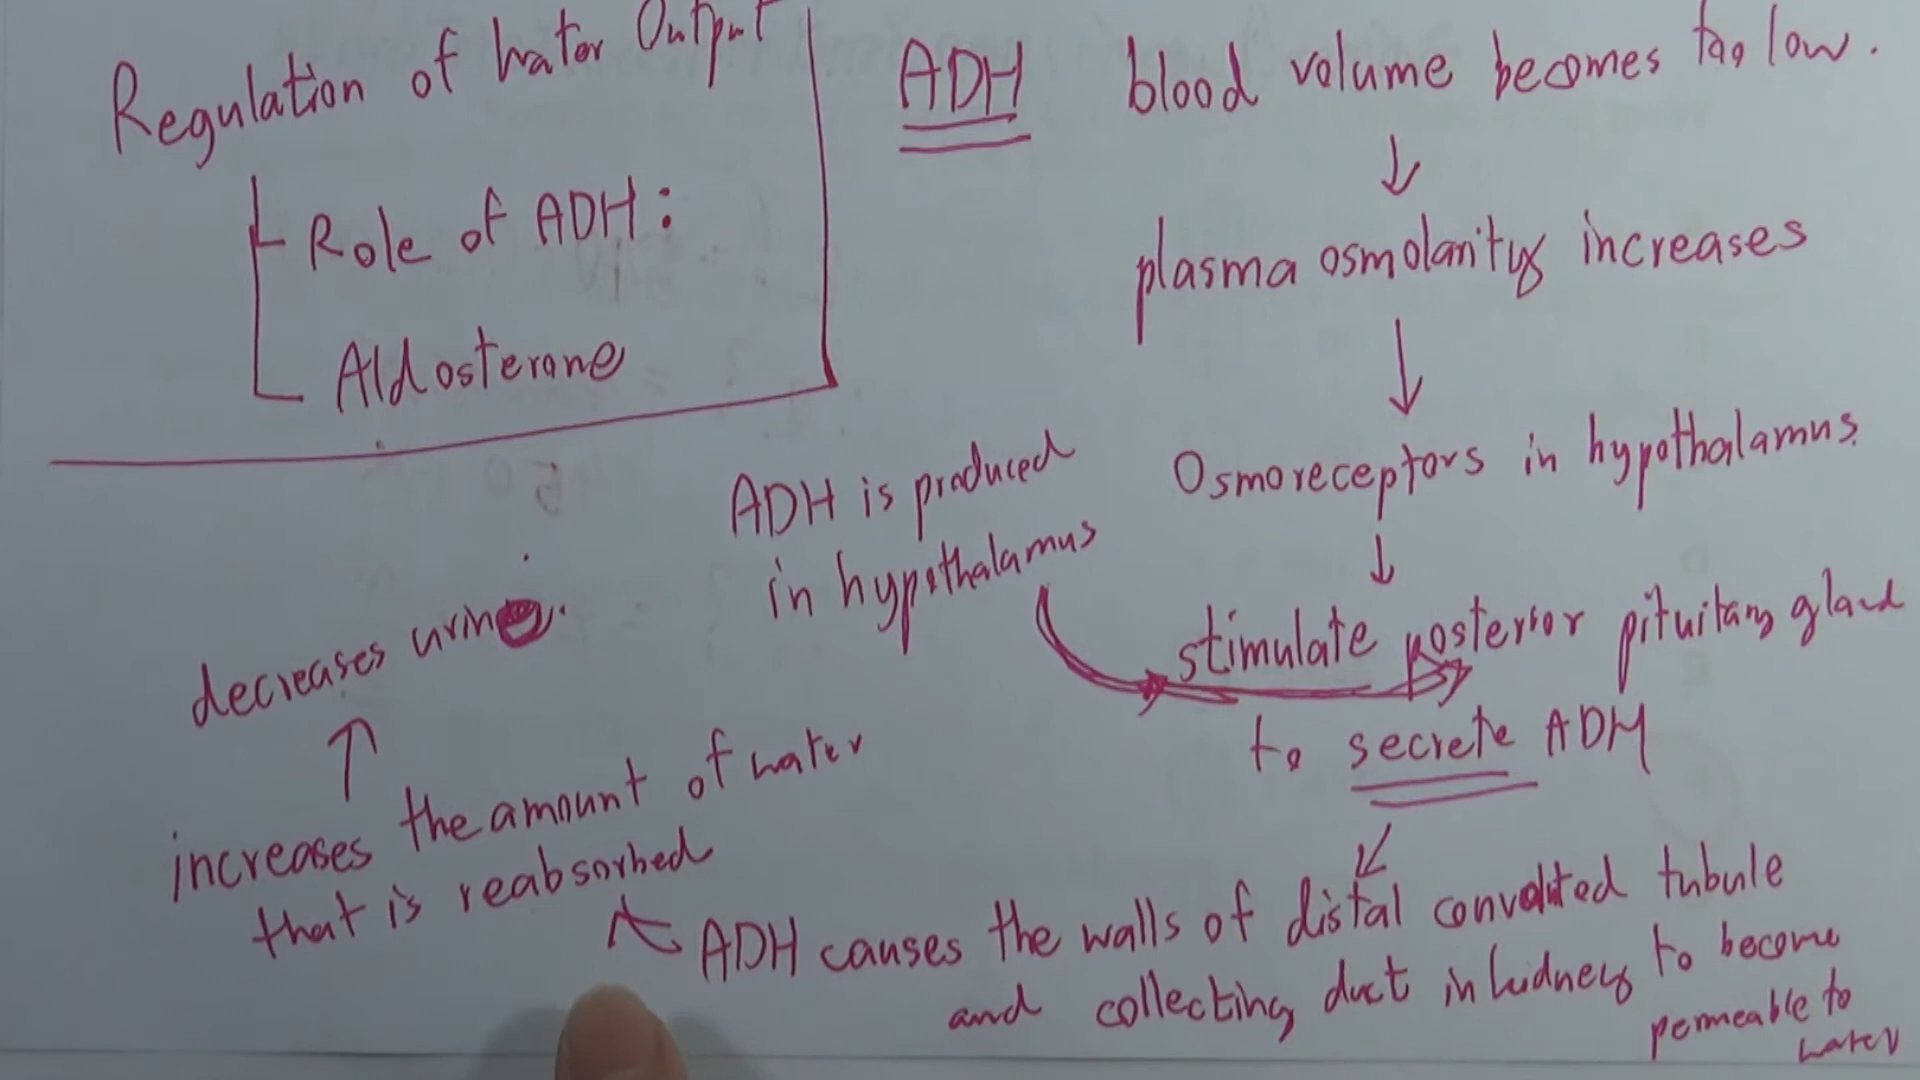 Regulation of Water Output
Role of ADH:
Aldosterone
ADH
blood volume becomes too low.
plasma osmolarity increases
Osmoreceptors in hypothalamus.
stimulate posterior pituitary gland
to secrete ADH
ADH is produced
in hypothalamus
ADH causes the walls of distal convoluted tubule
and collecting duct in kidneys to become
permeable to
water
increases the amount of water
that is reabsorbed
decreases urine.